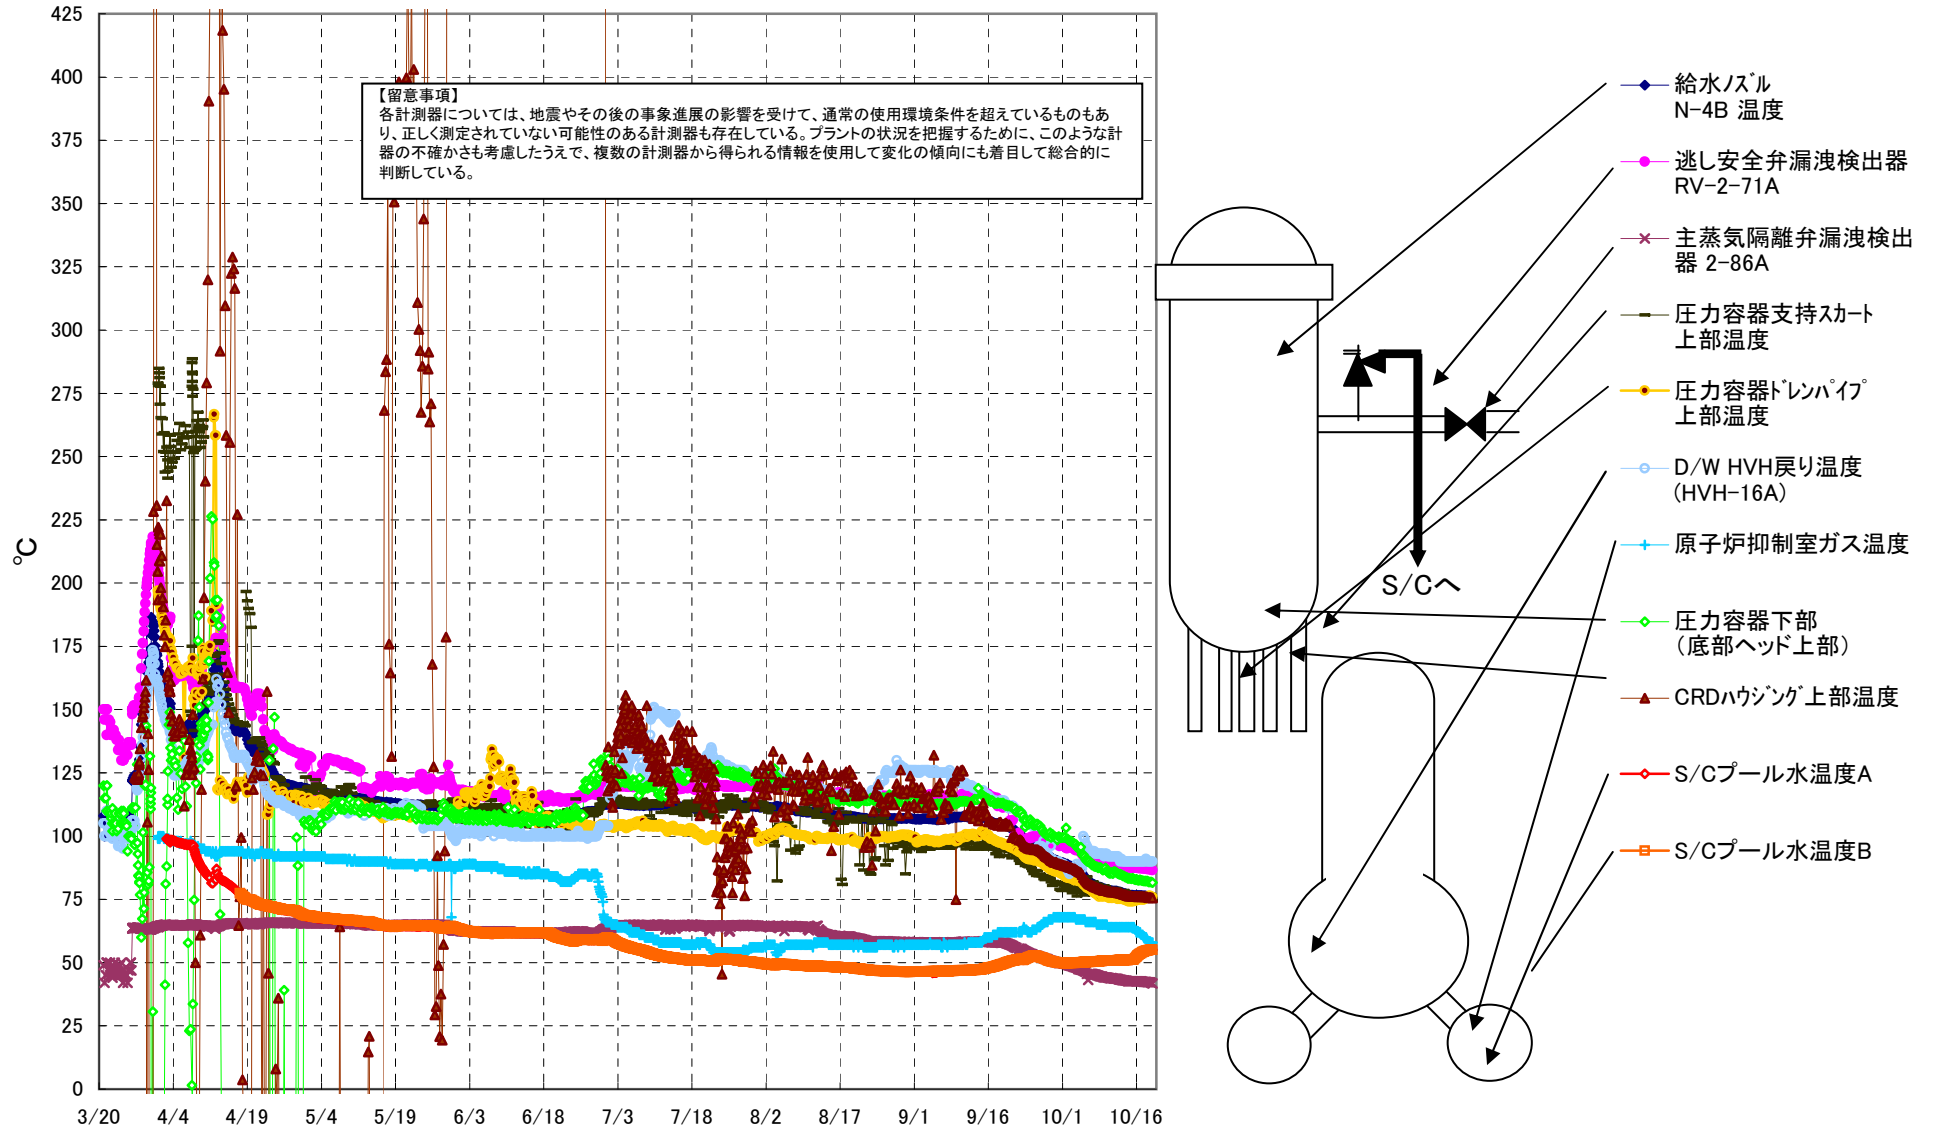 425
400
375
350
325
300
275
250
225
200
175
150
125
100
75
50
25
0
℃
3/20
4/4
4/19
5/4
5/19
6/3
6/18
7/3
7/18
8/2
8/17
9/1
9/16
10/1
10/16
【留意事項】
各計測器については、地震やその後の事象進展の影響を受けて、通常の使用環境条件を超えているものもあ
り、正しく測定されていない可能性のある計測器も存在している。プラントの状況を把握するために、このような計
器の不確かさも考慮したうえで、複数の計測器から得られる情報を使用して変化の傾向にも着目して総合的に
判断している。
S/Cへ
給水ﾉｽﾞﾙ
N-4B 温度
逃し安全弁漏洩検出器
RV-2-71A
主蒸気隔離弁漏洩検出
器 2-86A
圧力容器支持ｽｶｰﾄ
上部温度
圧力容器ﾄﾞﾚﾝﾊﾟｲﾌﾟ
上部温度
D/W HVH戻り温度
(HVH-16A)
原子炉抑制室ガス温度
圧力容器下部
（底部ヘッド上部）
CRDﾊｳｼﾞﾝｸﾞ上部温度
S/Cプール水温度A
S/Cプール水温度B